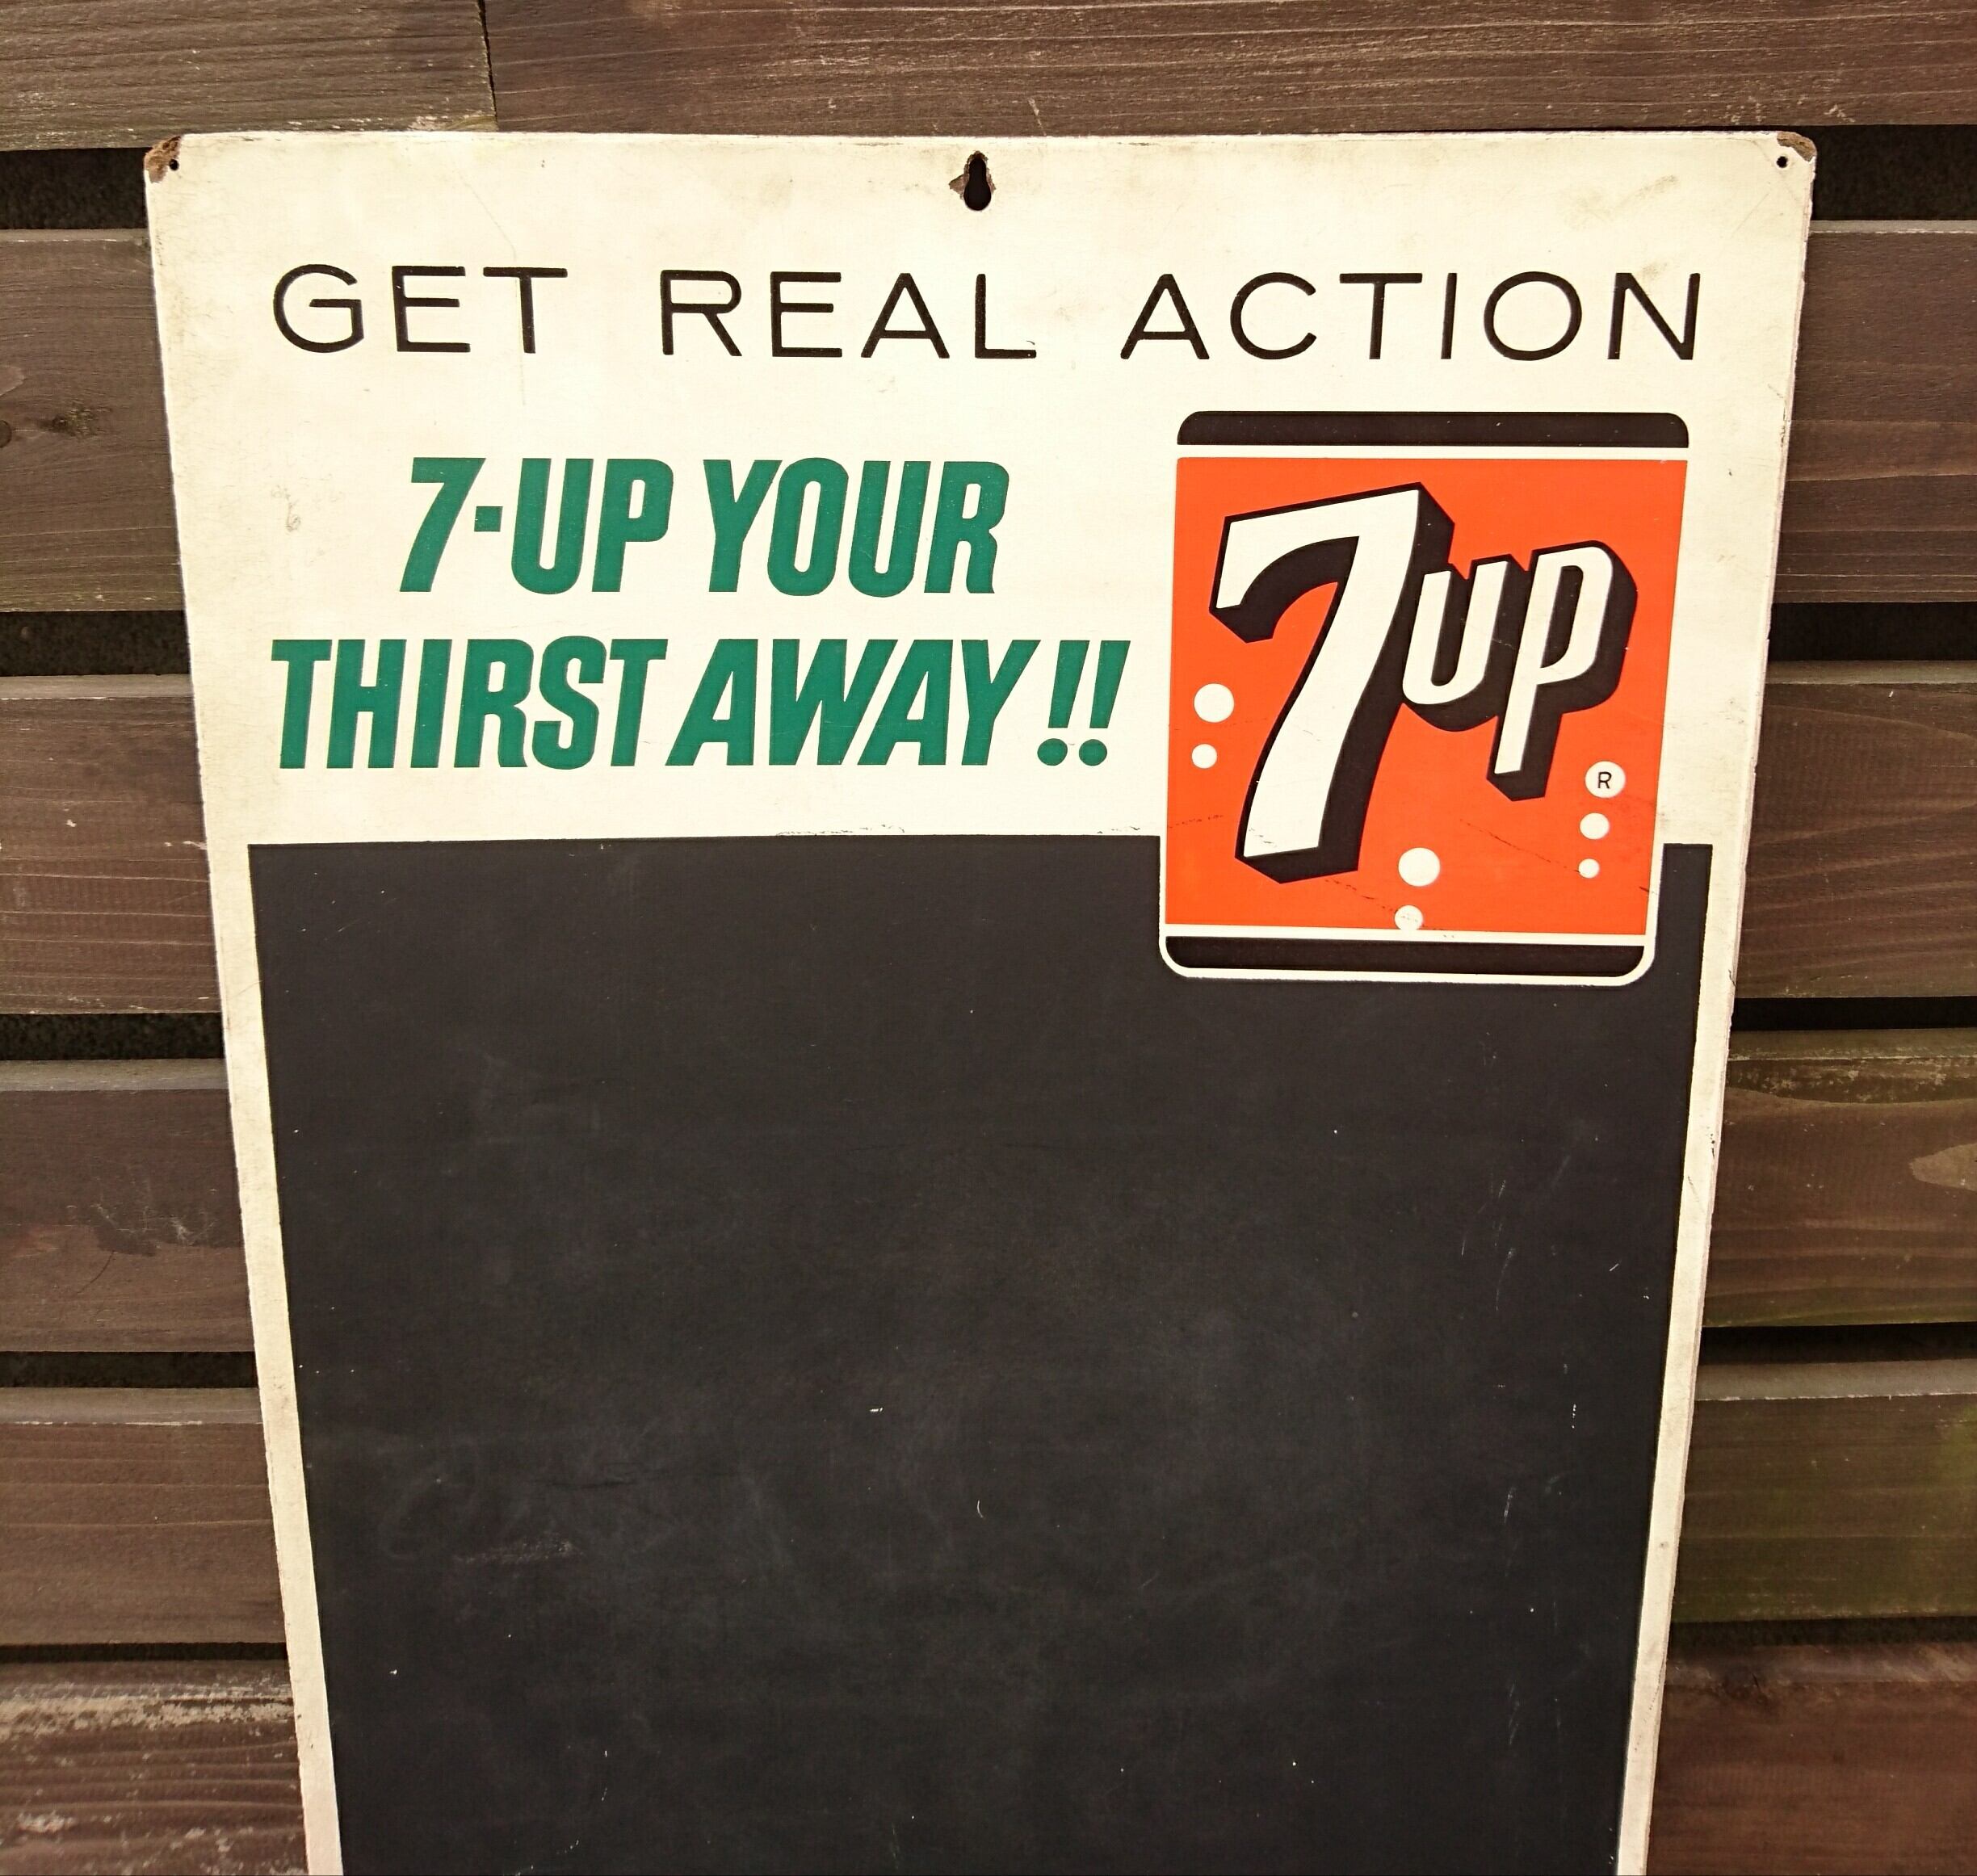 GET REAL ACTION
7-UP YOUR
THIRST AWAY!!
7up
®